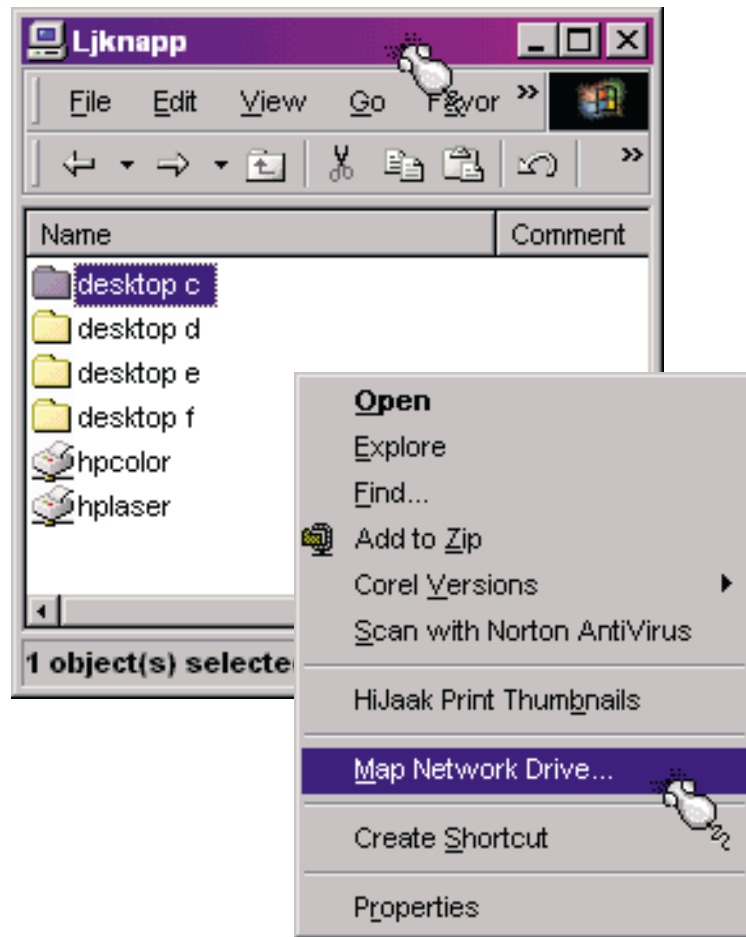 Ljknapp
File Edit View Go Favor »
»
Name Comment
desktop c
desktop d
desktop e
desktop f
hpcolor
hplaser
1 object(s) selecte
Open
Explore
Find...
Add to Zip
Corel Versions
Scan with Norton AntiVirus
HiJaak Print Thumbnails
Map Network Drive...
Create Shortcut
Properties